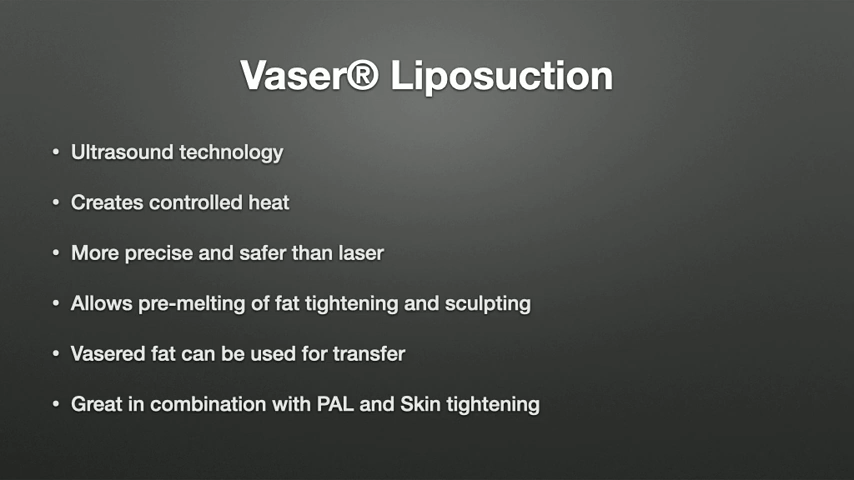 Vaser® Liposuction
• Ultrasound technology
• Creates controlled heat
• More precise and safer than laser
• Allows pre-melting of fat tightening and sculpting
• Vasered fat can be used for transfer
• Great in combination with PAL and Skin tightening